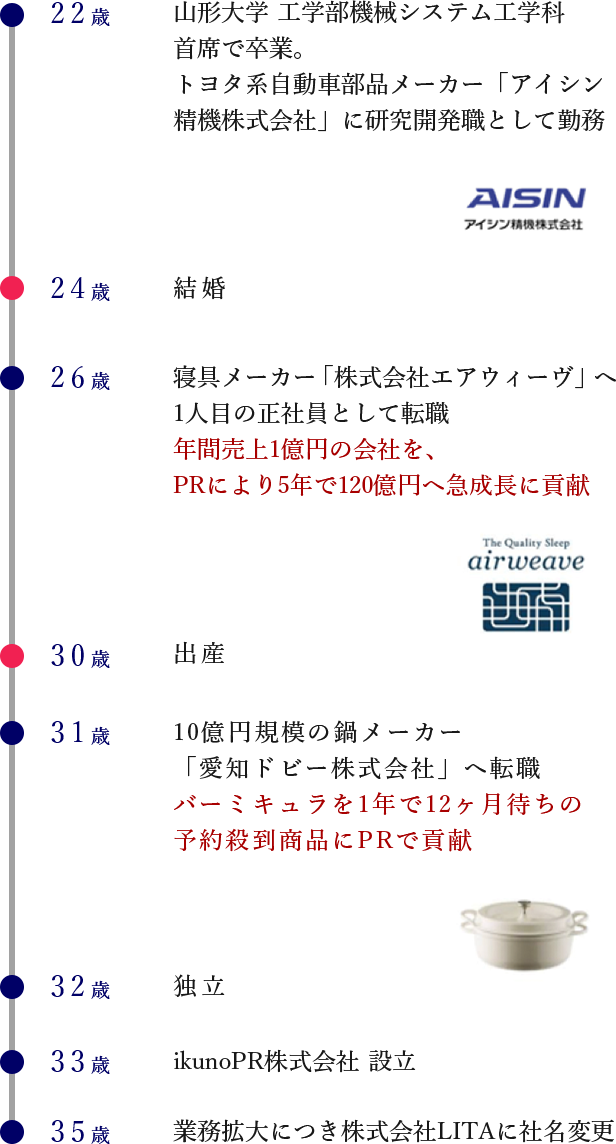 22歳
山形大学 工学部機械システム工学科
首席で卒業。
トヨタ系自動車部品メーカー「アイシン
精機株式会社」に研究開発職として勤務
AISIN
アイシン精機株式会社
24歳
結婚
26歳
寝具メーカー「株式会社エアウィーヴ」へ
1人目の正社員として転職
年間売上1億円の会社を、
PRにより5年で120億円へ急成長に貢献
The Quality Sleep
airweave
30歳
出産
31歳
10億円規模の鍋メーカー
「愛知ドビー株式会社」へ転職
バーミキュラを1年で12ヶ月待ちの
予約殺到商品にPRで貢献
32歳
独立
33歳
ikunoPR株式会社 設立
35歳
業務拡大につき株式会社LITAに社名変更